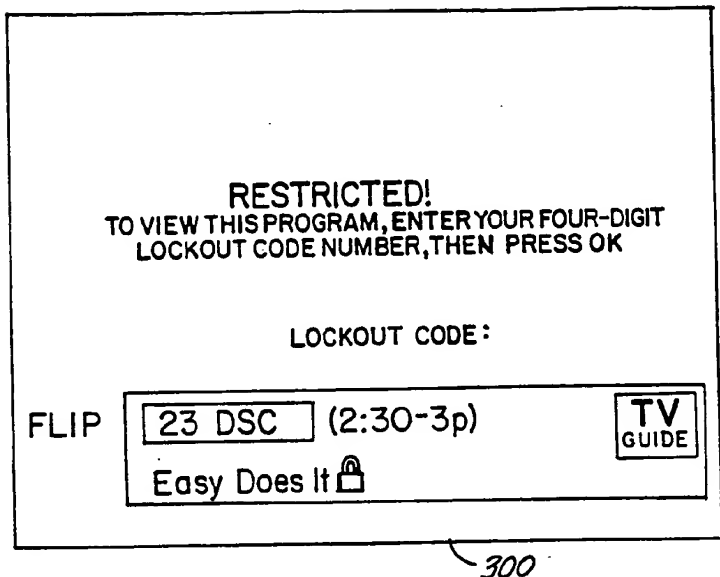 RESTRICTED!
TO VIEW THIS PROGRAM, ENTER YOUR FOUR-DIGIT
LOCKOUT CODE NUMBER, THEN PRESS OK
LOCKOUT CODE:
FLIP
23 DSC (2:30-3p)
TV
GUIDE
Easy Does It
300